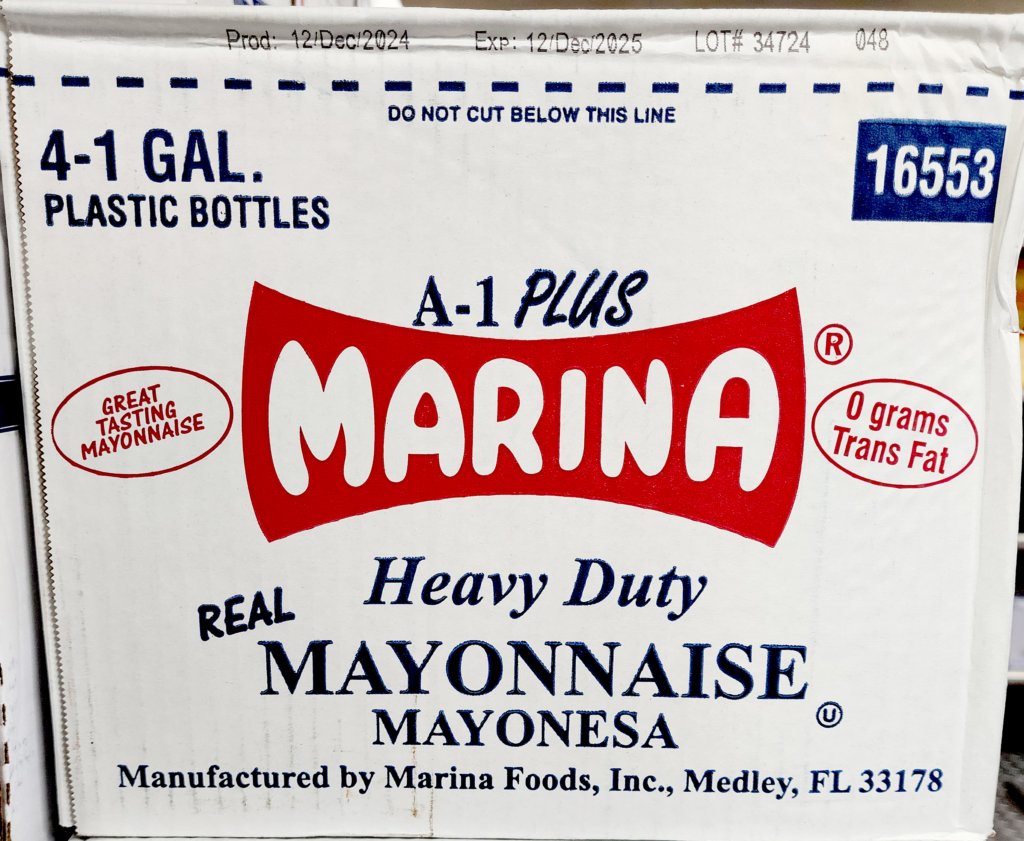 Prod: 12/Dec/2024 Exp: 12/Dec/2025 LOT# 34724 048
DO NOT CUT BELOW THIS LINE
4-1 GAL.
PLASTIC BOTTLES
16553
A-1 PLUS
MARINA
®
GREAT
TASTING
MAYONNAISE
0 grams
Trans Fat
Heavy Duty
REAL
MAYONNAISE
MAYONESA
U
Manufactured by Marina Foods, Inc., Medley, FL 33178